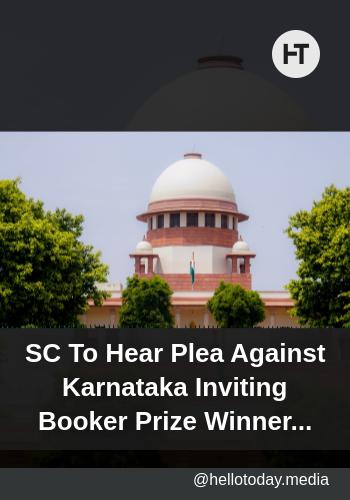 HT
SC To Hear Plea Against
Karnataka Inviting
Booker Prize Winner...
@hellotoday.media